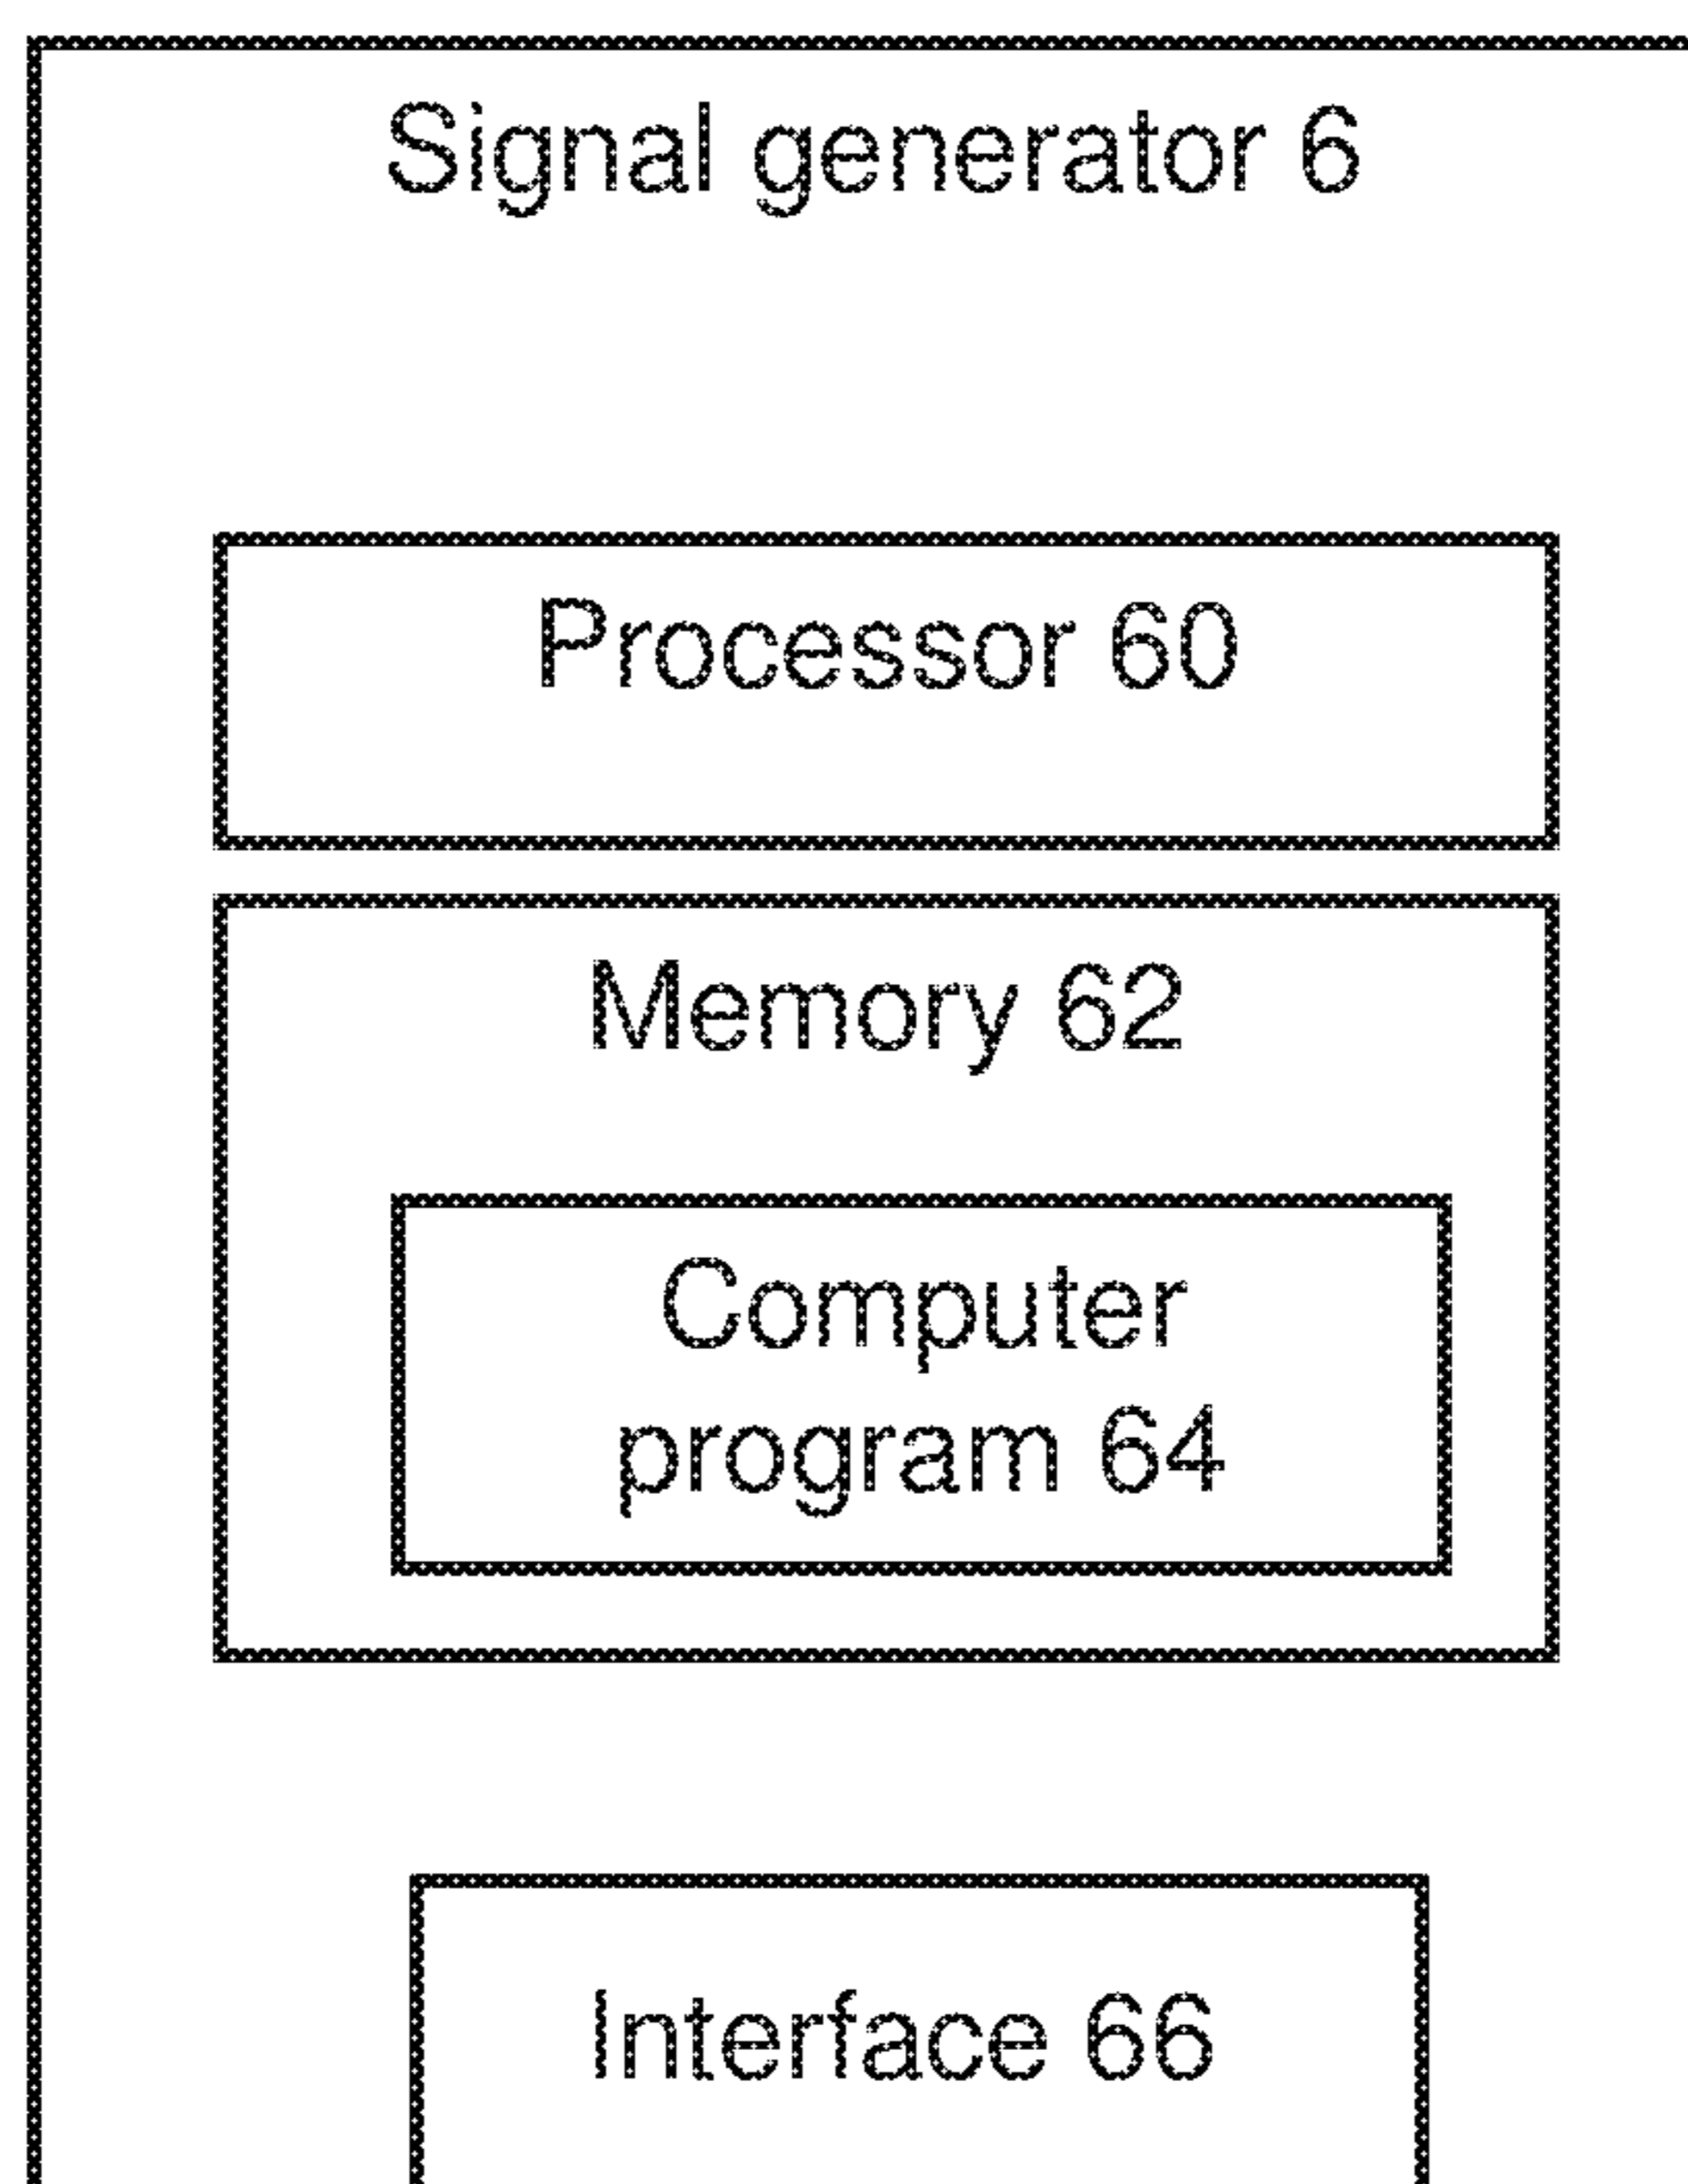 Signal generator 6
Processor 60
Memory 62
Computer
program 64
Interface 66